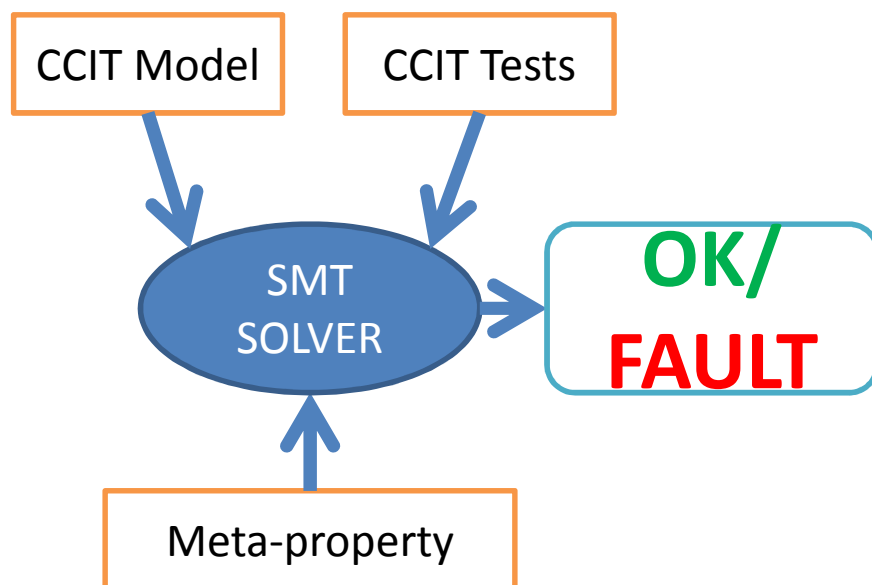 CCIT Model
CCIT Tests
SMT
SOLVER
OK/
FAULT
Meta-property